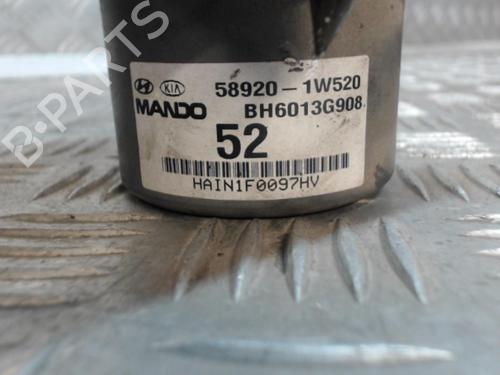 B-PARTS
KIA 58920-1W520
MANDO BH6013G908
52
HAIN1F0097HV